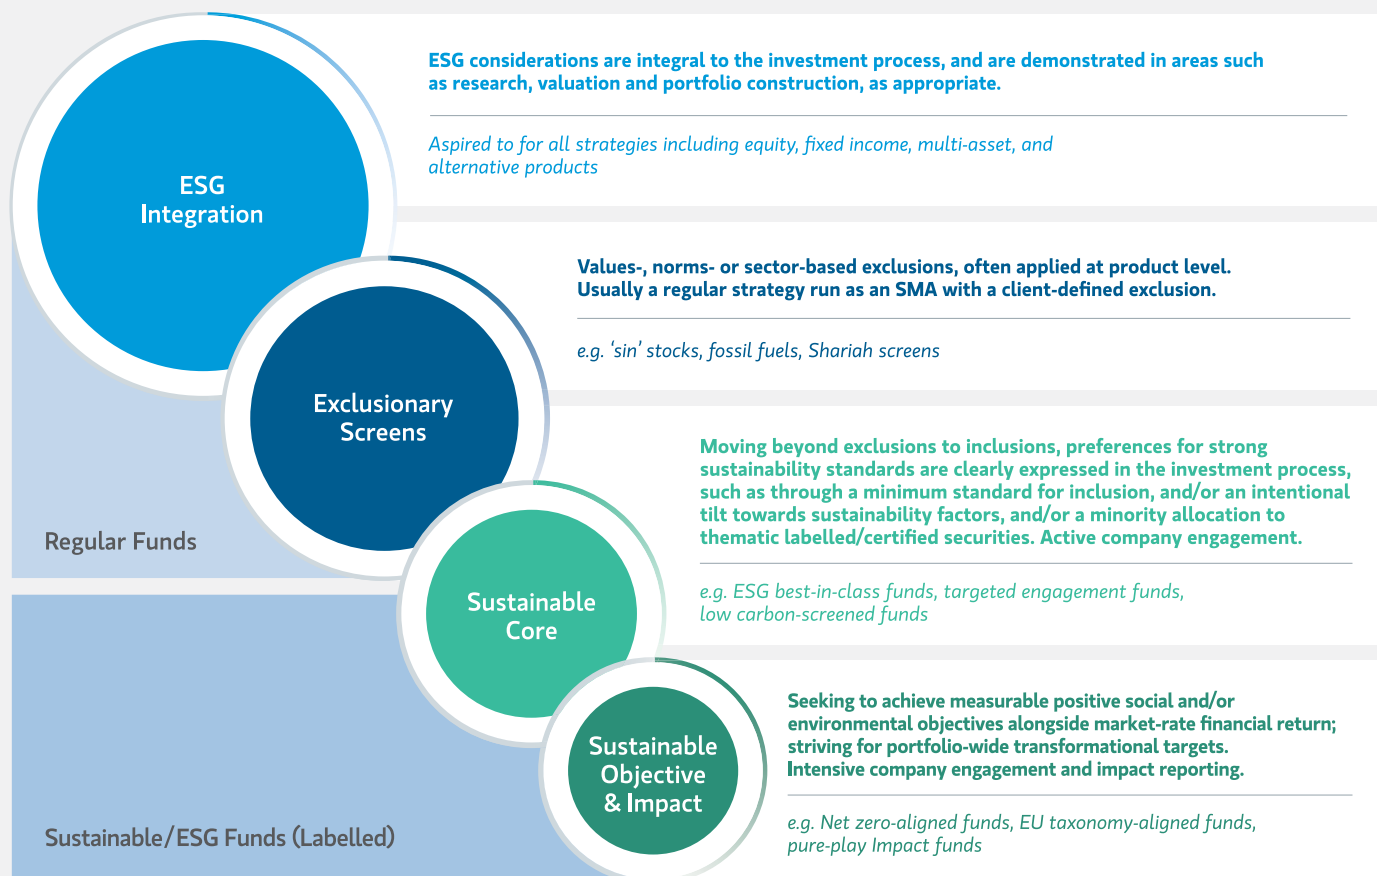 ESG
Integration
ESG considerations are integral to the investment process, and are demonstrated in areas such
as research, valuation and portfolio construction, as appropriate.
Aspired to for all strategies including equity, fixed income, multi-asset, and
alternative products
Exclusionary
Screens
Values-, norms- or sector-based exclusions, often applied at product level.
Usually a regular strategy run as an SMA with a client-defined exclusion.
e.g. ‘sin’ stocks, fossil fuels, Shariah screens
Regular Funds
Sustainable
Core
Moving beyond exclusions to inclusions, preferences for strong
sustainability standards are clearly expressed in the investment process,
such as through a minimum standard for inclusion, and/or an intentional
tilt towards sustainability factors, and/or a minority allocation to
thematic labelled/certified securities. Active company engagement.
e.g. ESG best-in-class funds, targeted engagement funds,
low carbon-screened funds
Sustainable
Objective
& Impact
Seeking to achieve measurable positive social and/or
environmental objectives alongside market-rate financial return;
striving for portfolio-wide transformational targets.
Intensive company engagement and impact reporting.
e.g. Net zero-aligned funds, EU taxonomy-aligned funds,
pure-play Impact funds
Sustainable/ESG Funds (Labelled)